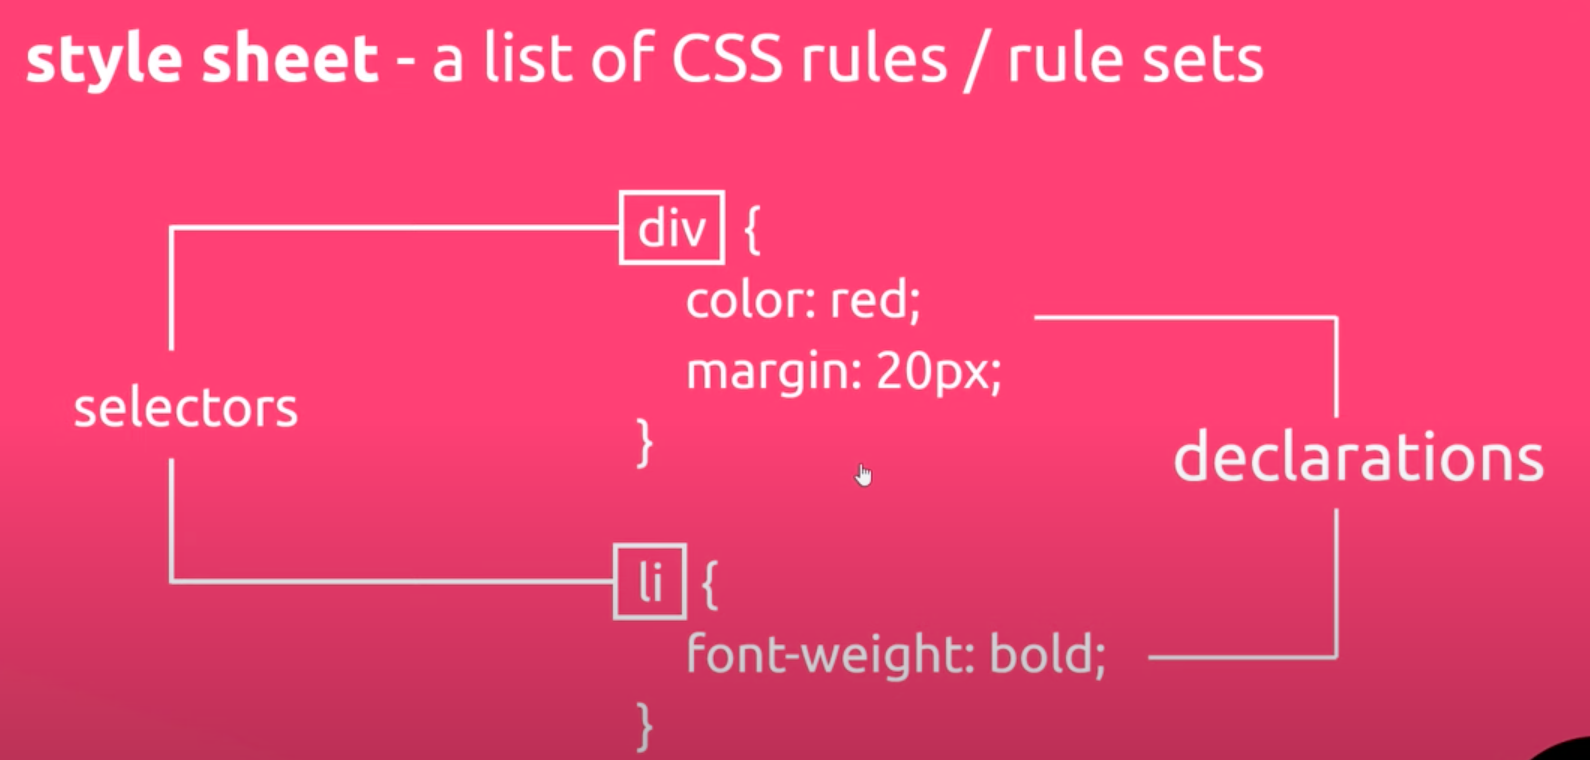 style sheet - a list of CSS rules / rule sets
div {
color: red;
margin: 20px;
}
selectors
declarations
li {
font-weight: bold;
}